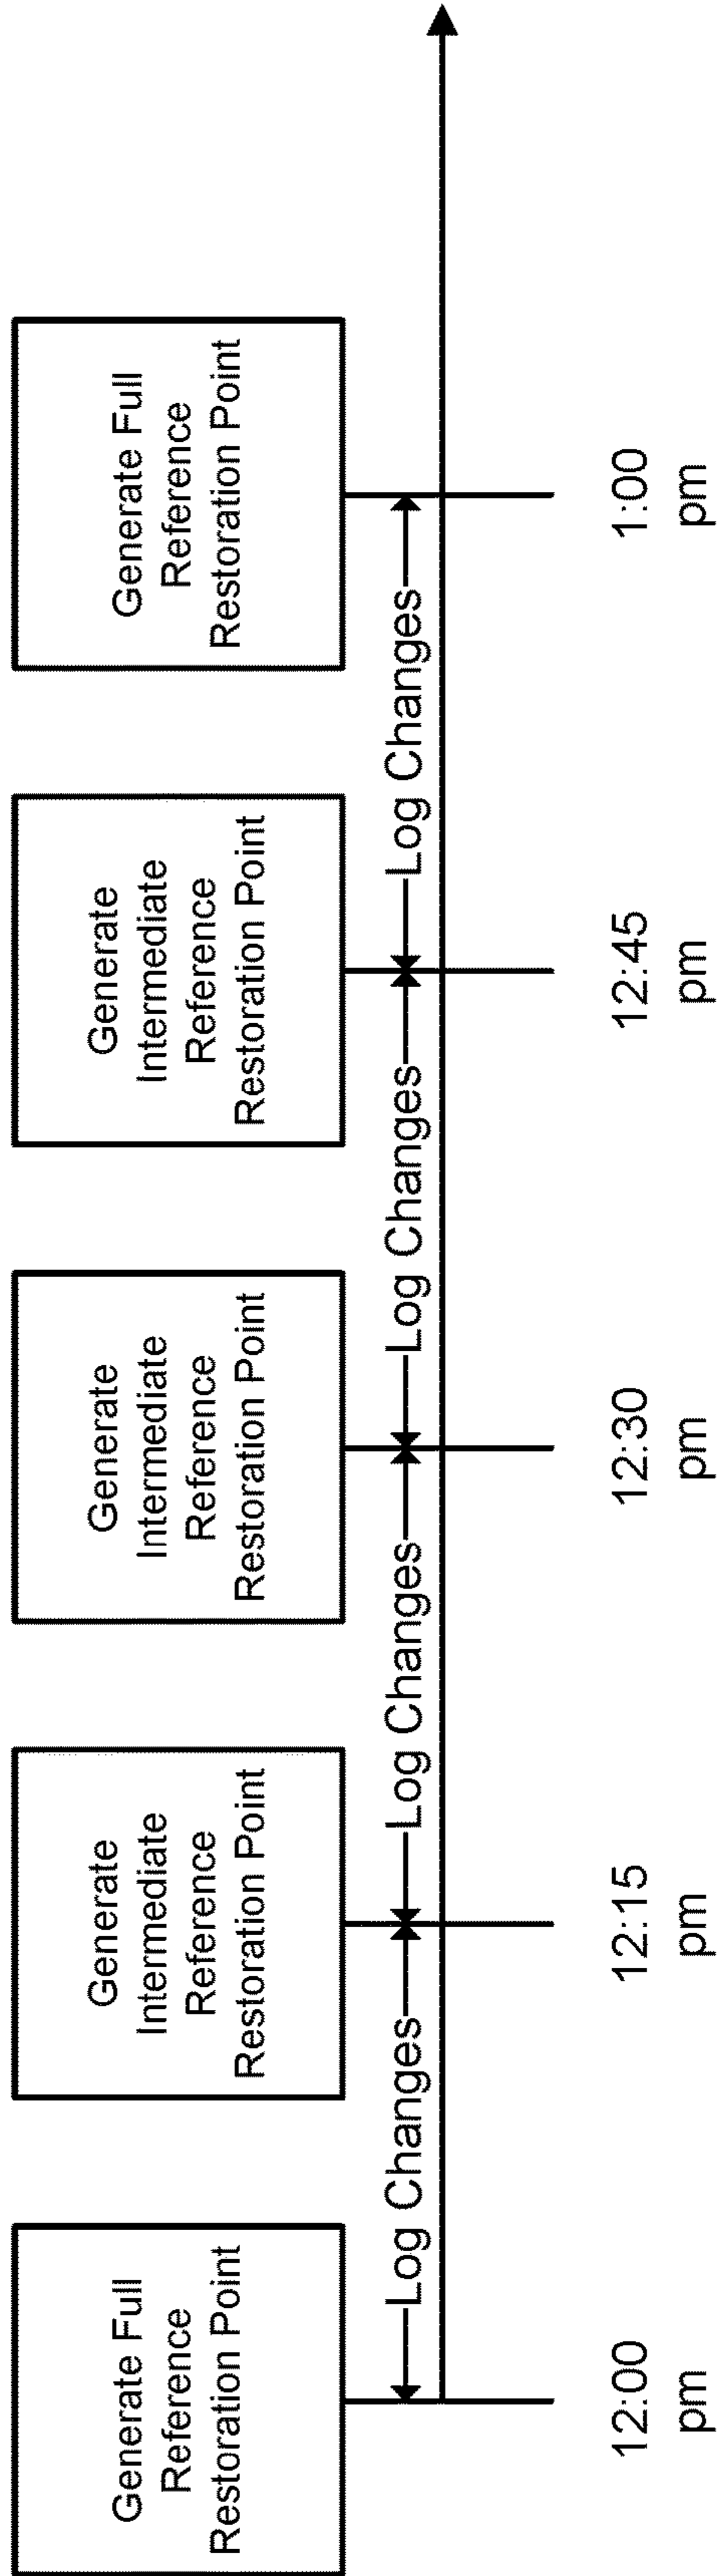 Generate Full
Reference
Restoration Point
Generate
Intermediate
Reference
Restoration Point
Generate
Intermediate
Reference
Restoration Point
Generate
Intermediate
Reference
Restoration Point
Generate Full
Reference
Restoration Point
Log Changes
Log Changes
Log Changes
Log Changes
12:00
pm
12:15
pm
12:30
pm
12:45
pm
1:00
pm